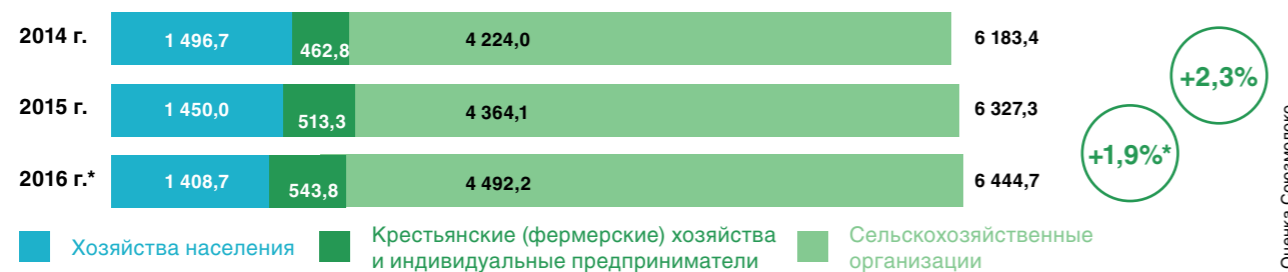 2014 г. 1 496,7 462,8 4 224,0 6 183,4
+2,3%
2015 г. 1 450,0 513,3 4 364,1 6 327,3
+1,9%*
2016 г.* 1 408,7 543,8 4 492,2 6 444,7
Хозяйства населения
Крестьянские (фермерские) хозяйства
и индивидуальные предприниматели
Сельскохозяйственные
организации
Оценка Союзмолоко